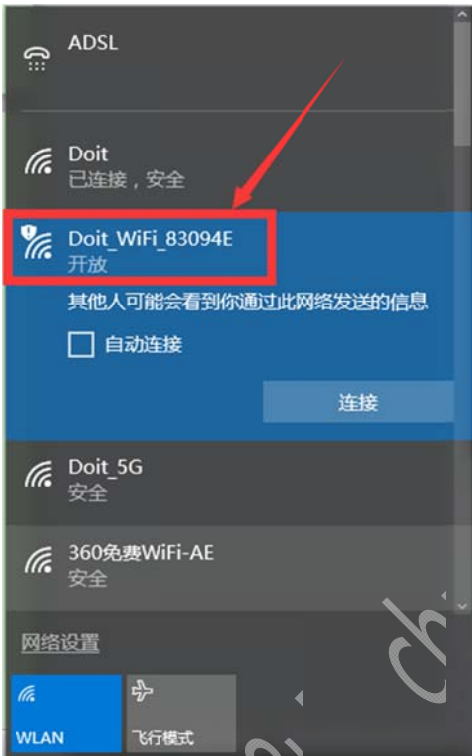 ADSL
Doit
已连接，安全
Doit_WiFi_83094E
开放
其他人可能会看到你通过此网络发送的信息
自动连接
连接
Doit_5G
安全
360免费WiFi-AE
安全
网络设置
WLAN
飞行模式